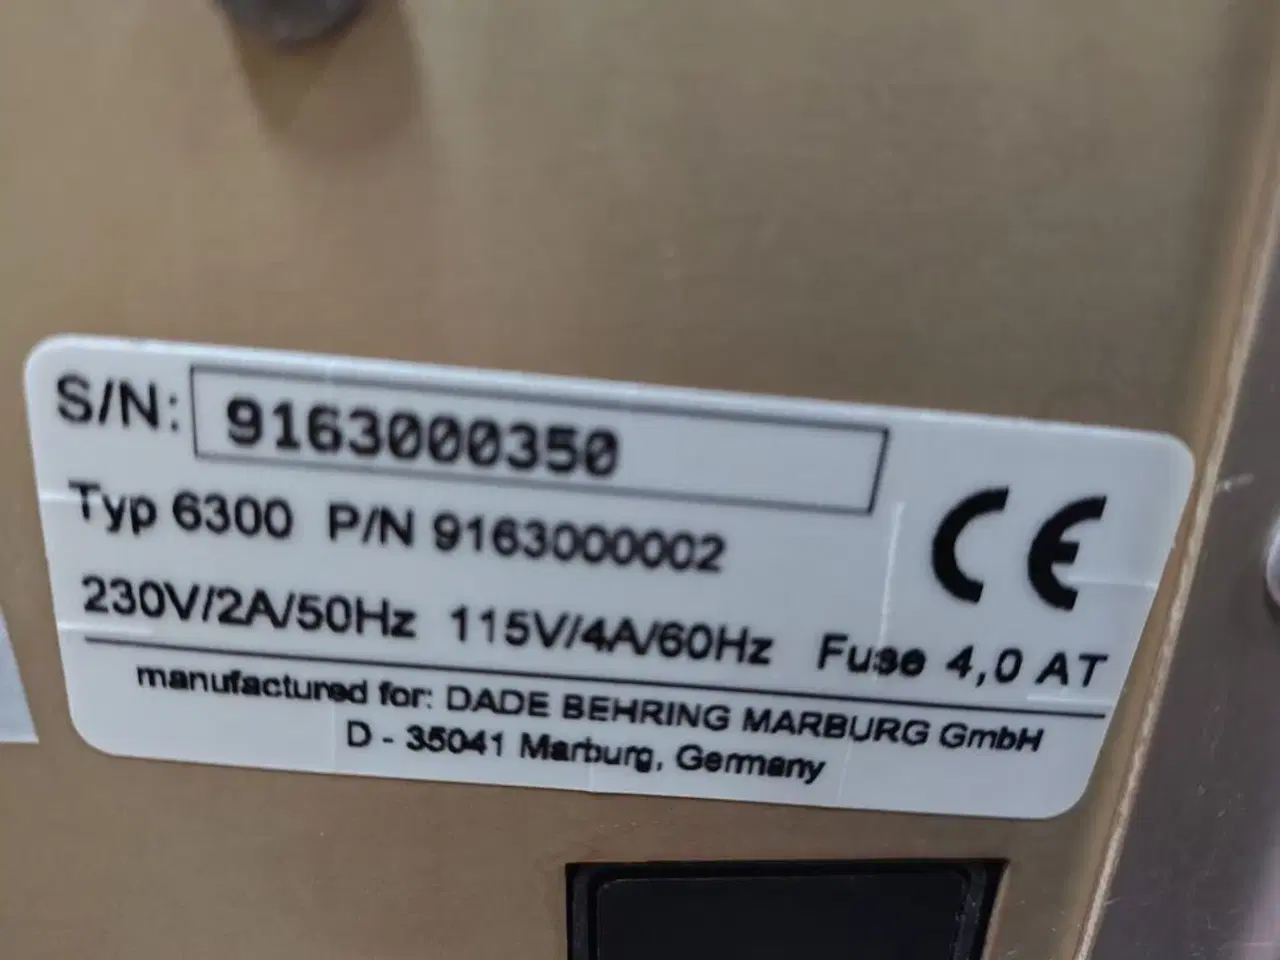 S/N: 9163000350
Typ 6300 P/N 9163000002
CE
230V/2A/50Hz 115V/4A/60Hz Fuse 4,0 AT
manufactured for: DADE BEHRING MARBURG GmbH
D - 35041 Marburg, Germany